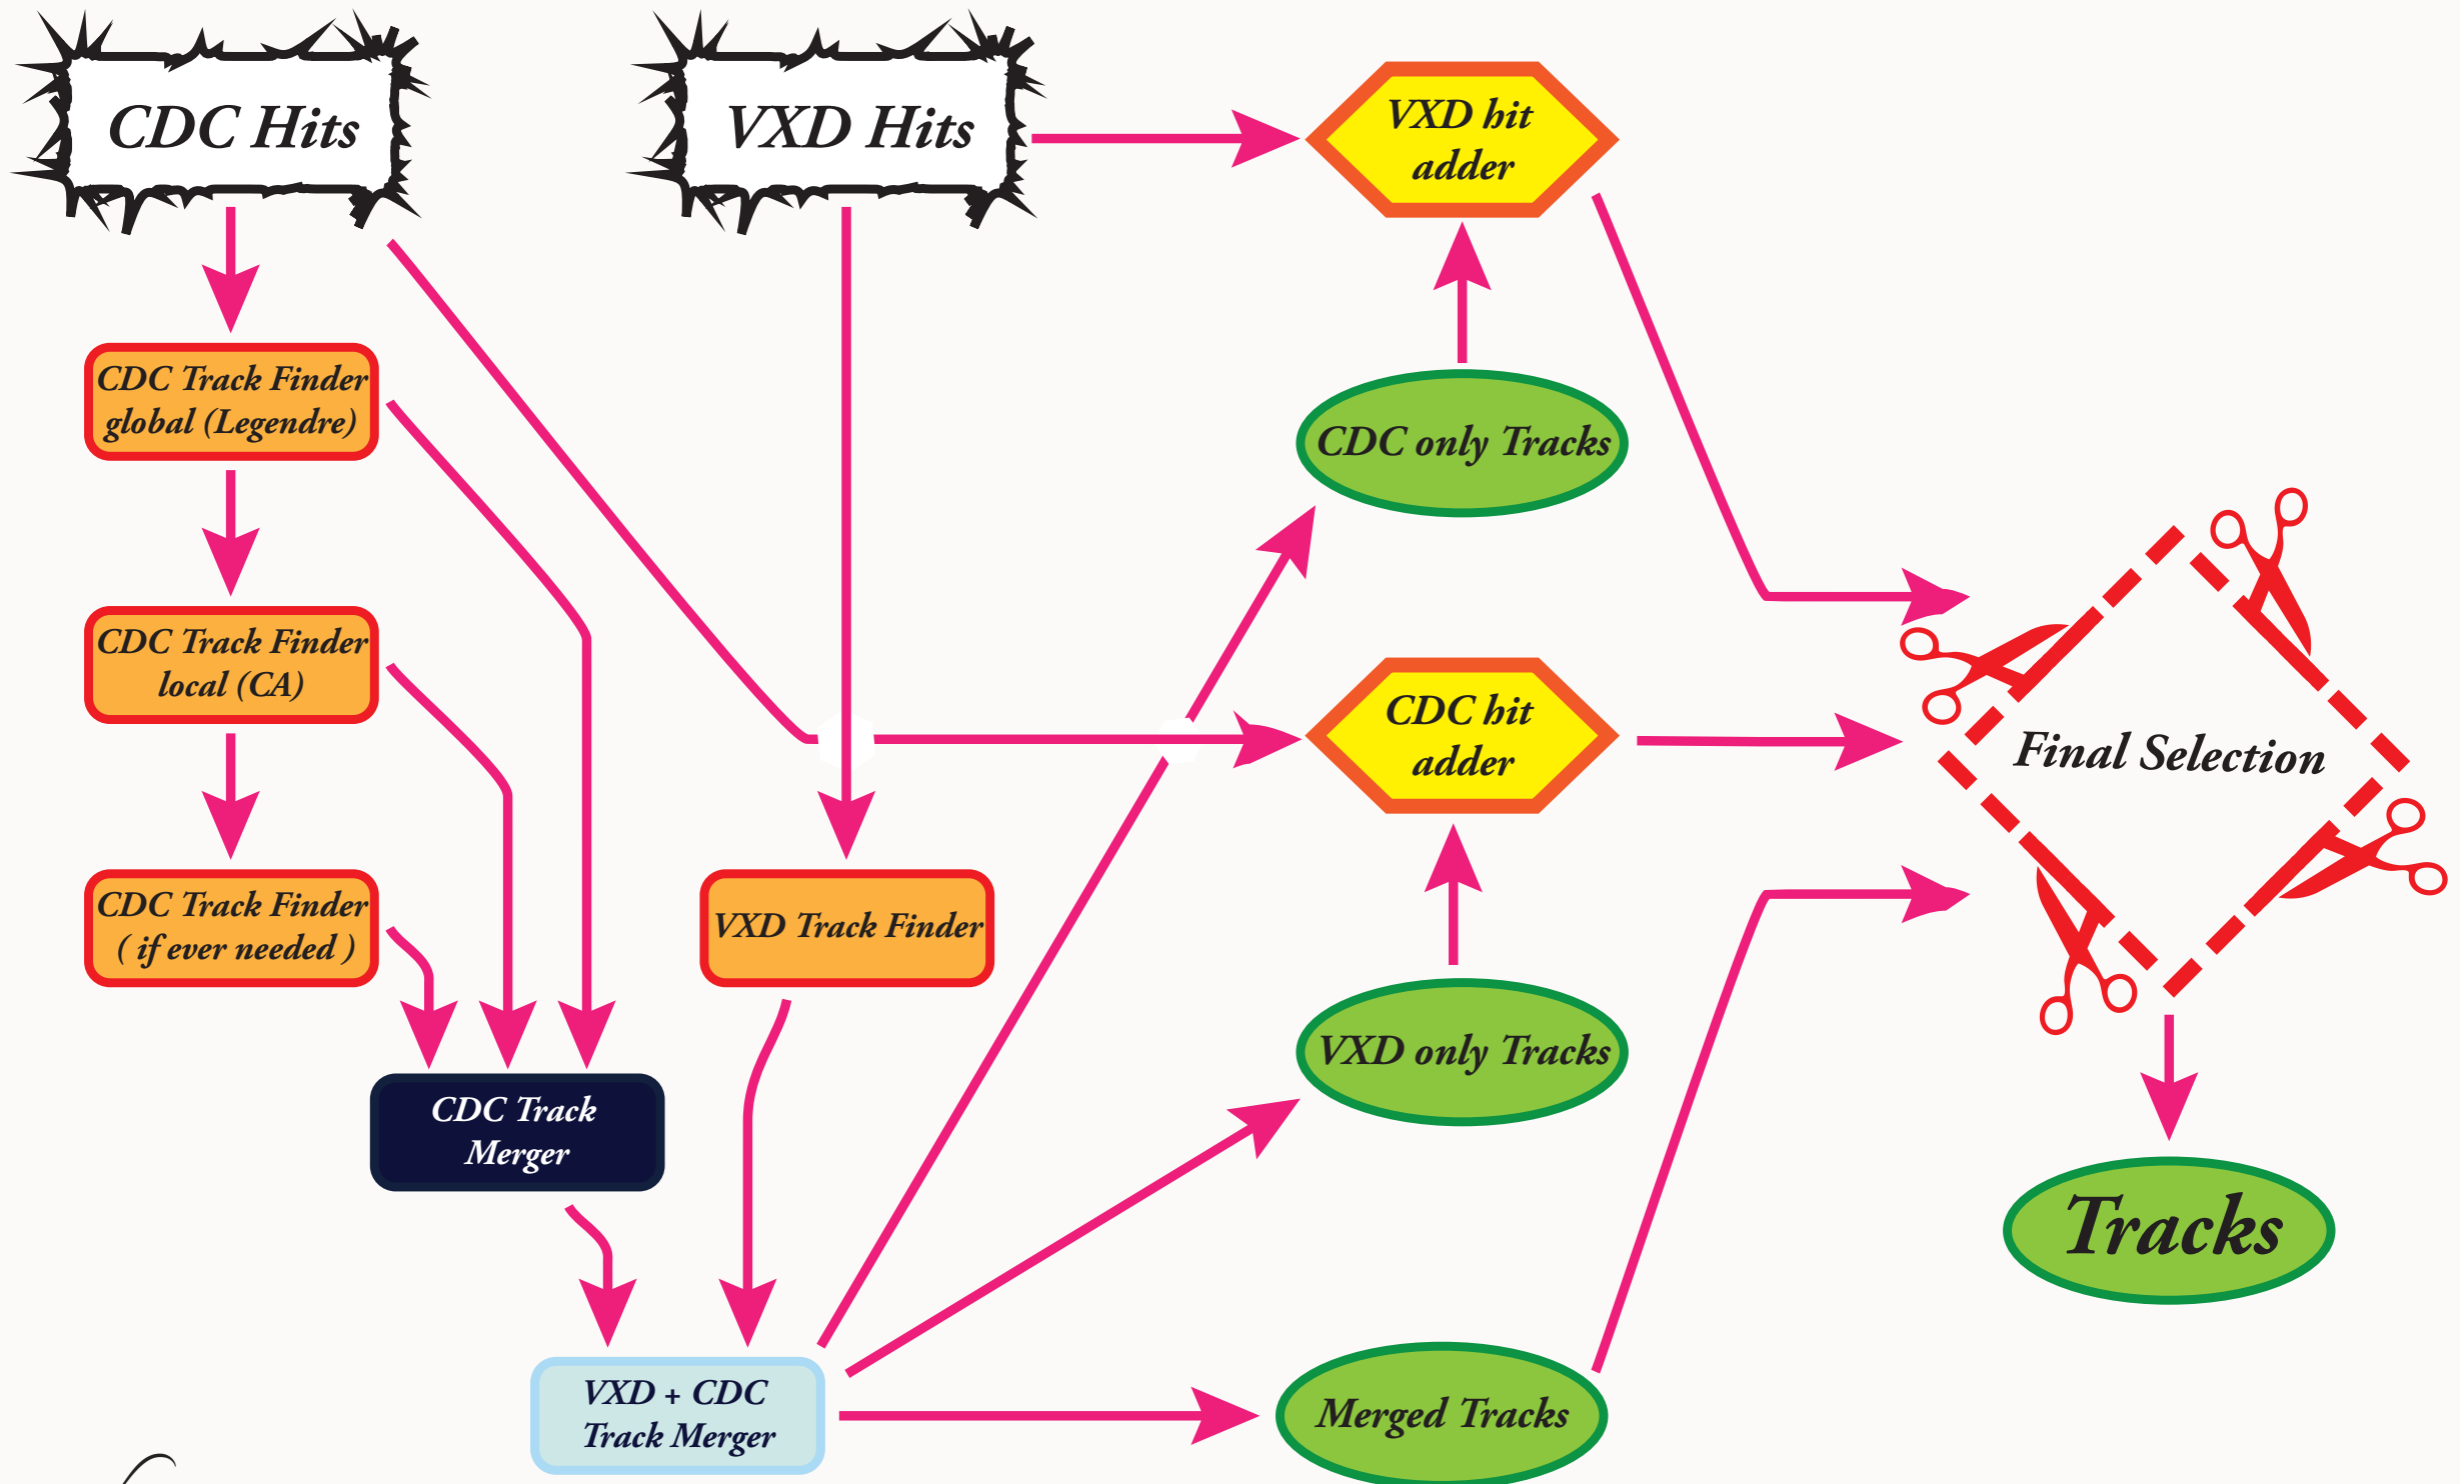 CDC Hits
VXD Hits
VXD hit
adder
CDC Track Finder
global (Legendre)
CDC only Tracks
CDC Track Finder
local (CA)
CDC hit
adder
Final Selection
CDC Track Finder
( if ever needed )
VXD Track Finder
VXD only Tracks
CDC Track
Merger
Tracks
VXD + CDC
Track Merger
Merged Tracks